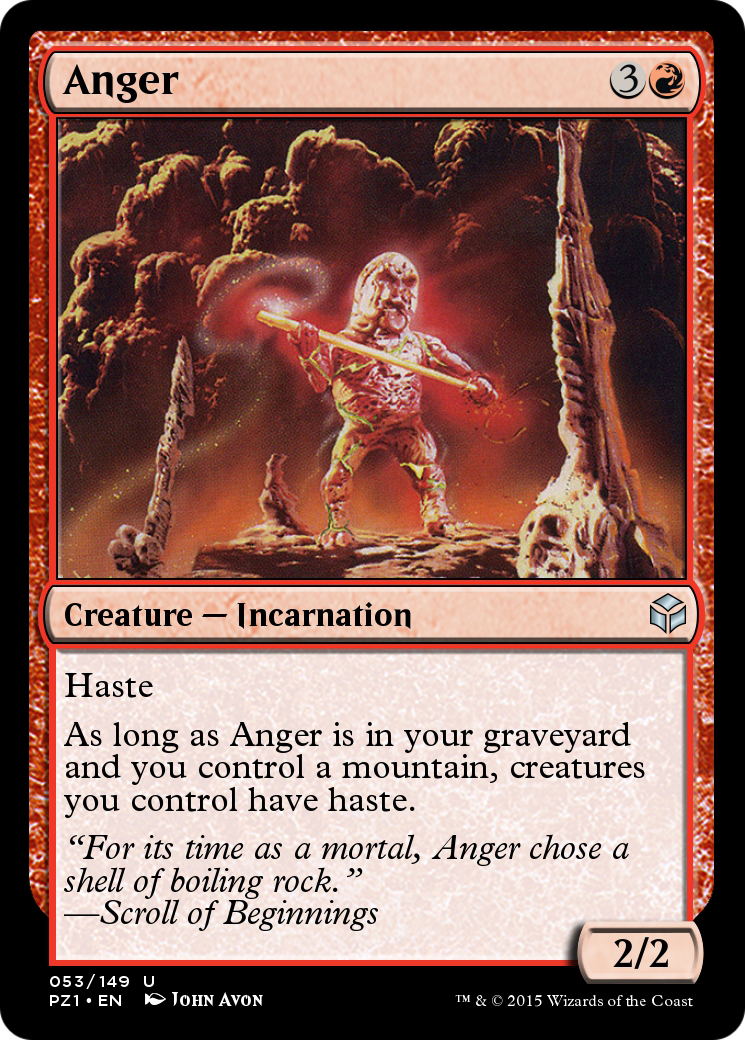 Anger 3
Creature — Incarnation
Haste
As long as Anger is in your graveyard
and you control a mountain, creatures
you control have haste.
“For its time as a mortal, Anger chose a
shell of boiling rock.”
—Scroll of Beginnings
2/2
053/149 U
PZ1 • EN John Avon
™ & © 2015 Wizards of the Coast